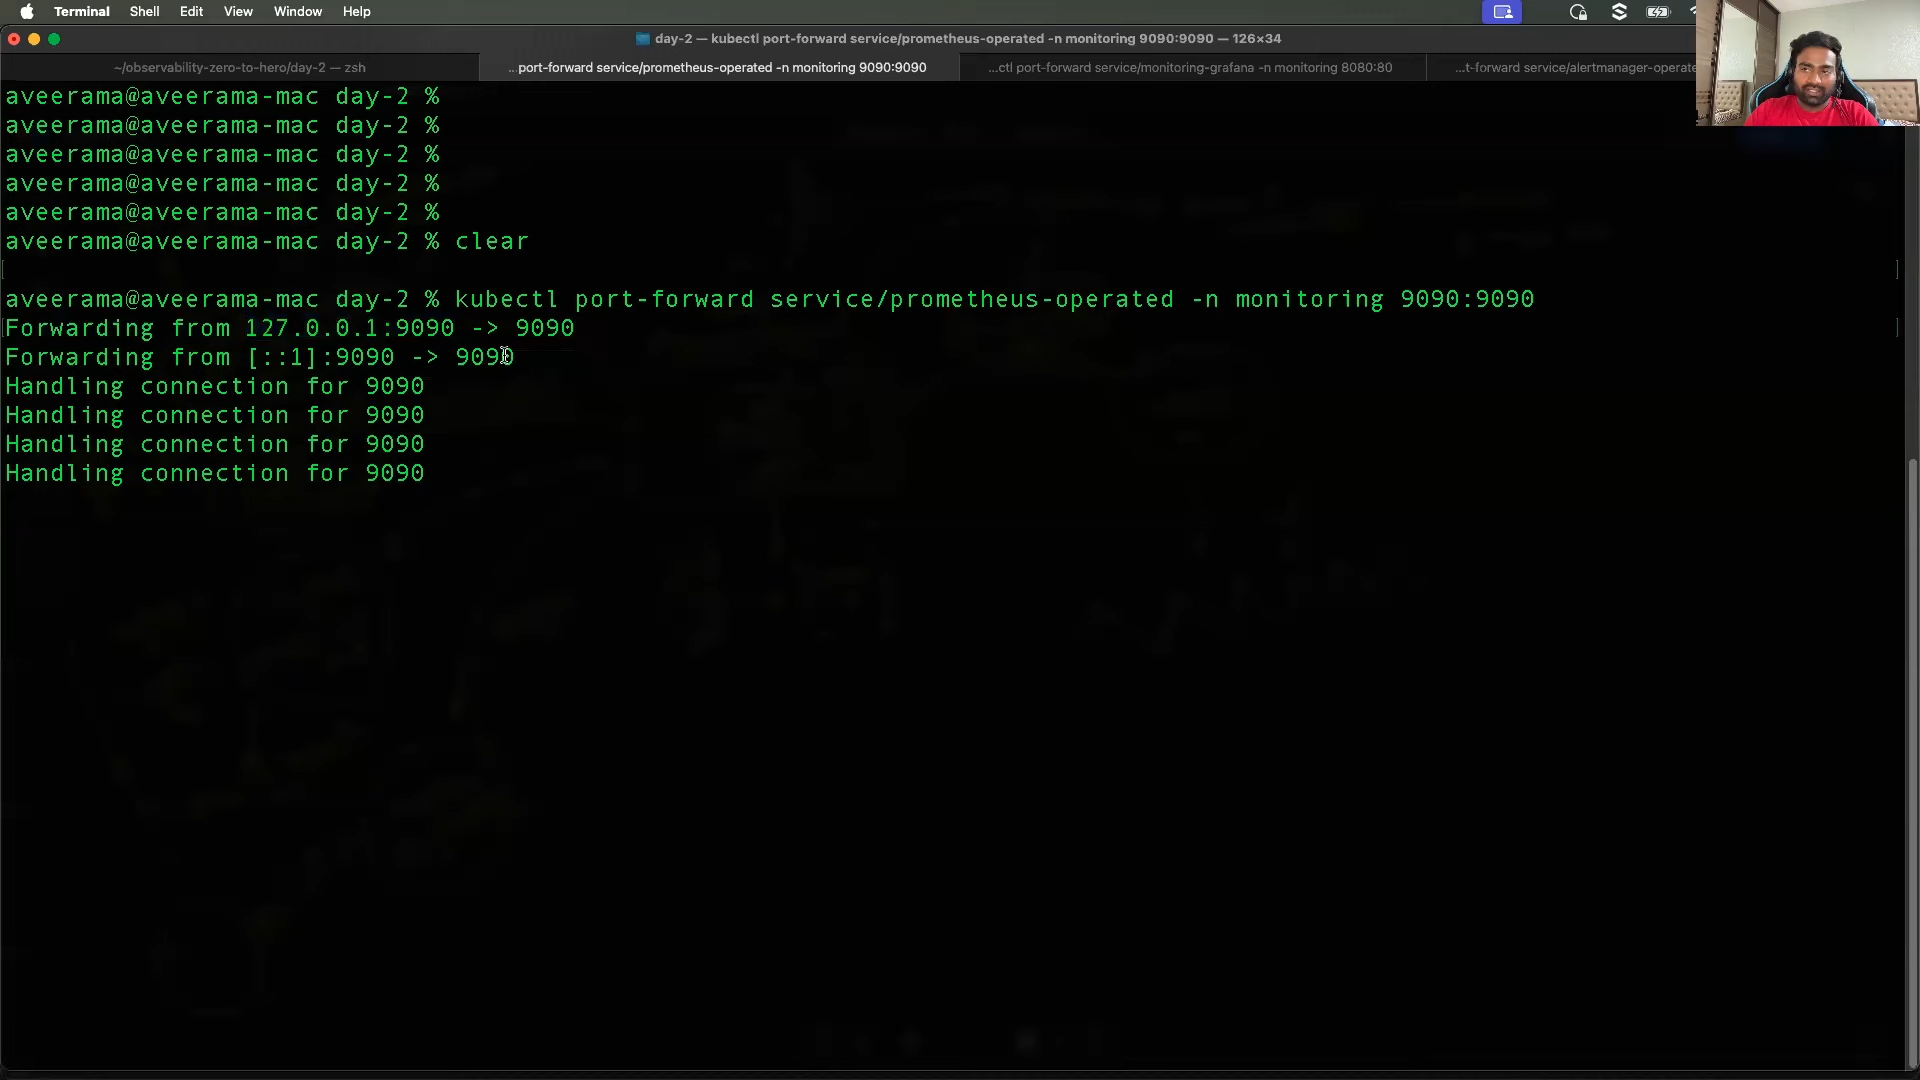 Terminal Shell Edit View Window Help
day-2 — kubectl port-forward service/prometheus-operated -n monitoring 9090:9090 — 126×34
~/observability-zero-to-hero/day-2 — zsh
...port-forward service/prometheus-operated -n monitoring 9090:9090
...ctl port-forward service/monitoring-grafana -n monitoring 8080:80
...t-forward service/alertmanager-operate
aveerama@aveerama-mac day-2 %
aveerama@aveerama-mac day-2 %
aveerama@aveerama-mac day-2 %
aveerama@aveerama-mac day-2 %
aveerama@aveerama-mac day-2 %
aveerama@aveerama-mac day-2 % clear
aveerama@aveerama-mac day-2 % kubectl port-forward service/prometheus-operated -n monitoring 9090:9090
Forwarding from 127.0.0.1:9090 -> 9090
Forwarding from [::1]:9090 -> 9090
Handling connection for 9090
Handling connection for 9090
Handling connection for 9090
Handling connection for 9090